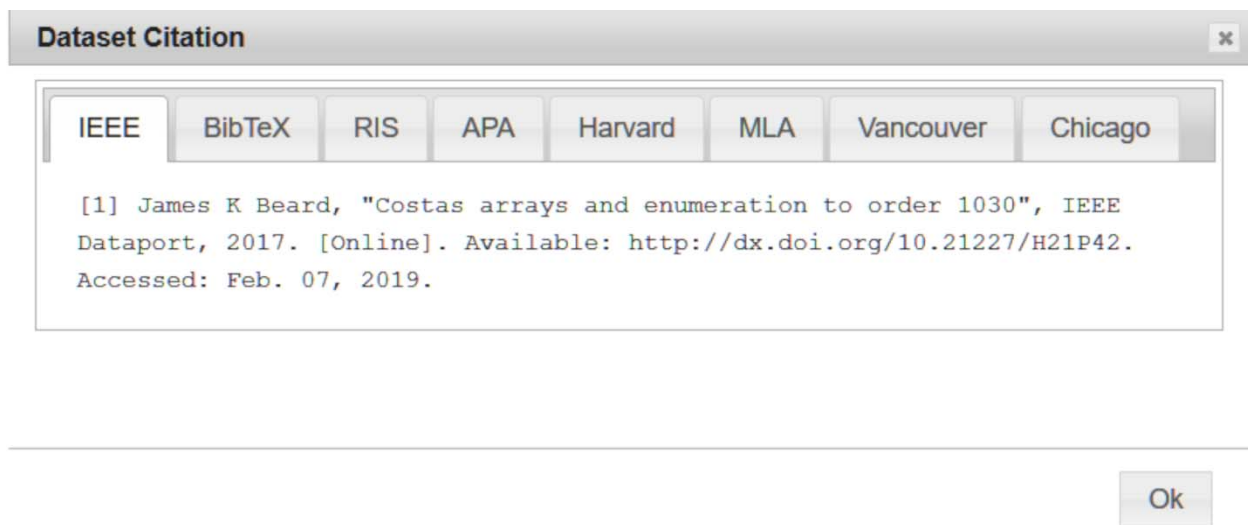 Dataset Citation
IEEE BibTeX RIS APA Harvard MLA Vancouver Chicago
[1] James K Beard, "Costas arrays and enumeration to order 1030", IEEE
Dataport, 2017. [Online]. Available: http://dx.doi.org/10.21227/H21P42.
Accessed: Feb. 07, 2019.
Ok